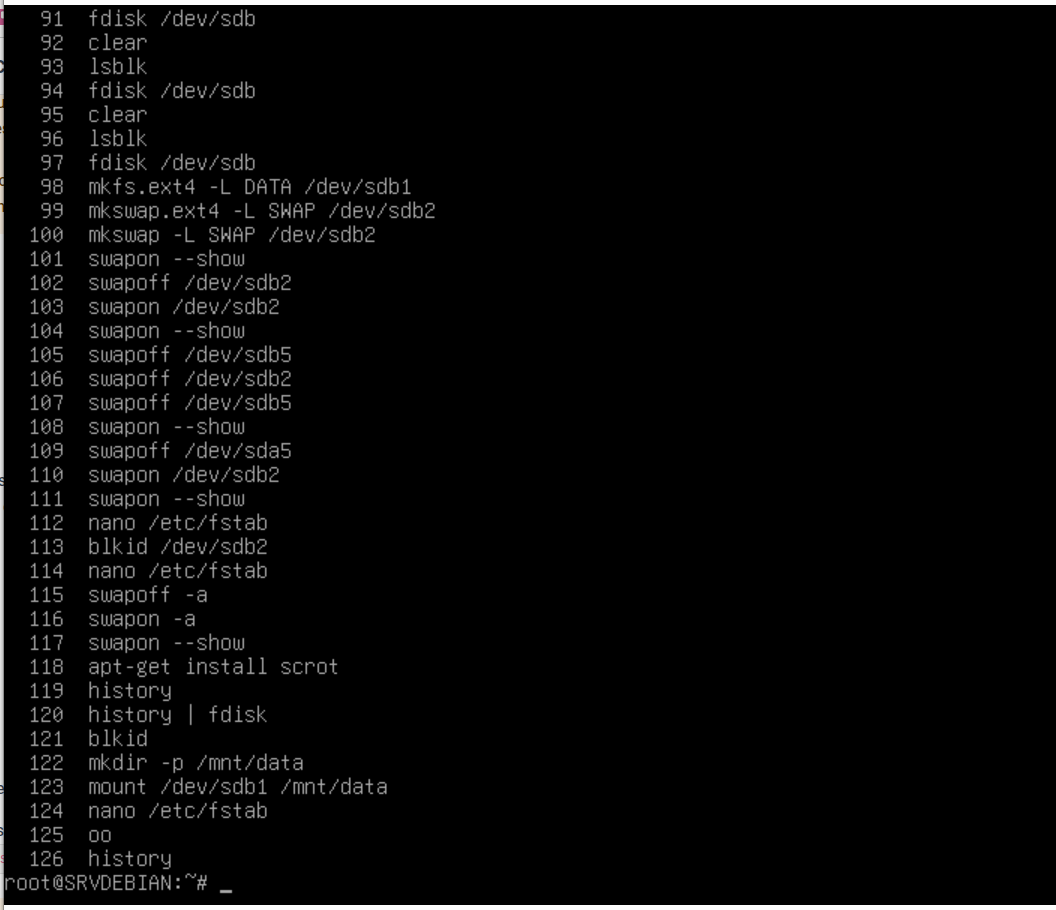 91 fdisk /dev/sdb
92 clear
93 lsblk
94 fdisk /dev/sdb
95 clear
96 lsblk
97 fdisk /dev/sdb
98 mkfs.ext4 -L DATA /dev/sdb1
99 mkswap.ext4 -L SWAP /dev/sdb2
100 mkswap -L SWAP /dev/sdb2
101 swapon --show
102 swapoff /dev/sdb2
103 swapon /dev/sdb2
104 swapon --show
105 swapoff /dev/sdb5
106 swapoff /dev/sdb2
107 swapoff /dev/sdb5
108 swapon --show
109 swapoff /dev/sda5
110 swapon /dev/sdb2
111 swapon --show
112 nano /etc/fstab
113 blkid /dev/sdb2
114 nano /etc/fstab
115 swapoff -a
116 swapon -a
117 swapon --show
118 apt-get install scrot
119 history
120 history | fdisk
121 blkid
122 mkdir -p /mnt/data
123 mount /dev/sdb1 /mnt/data
124 nano /etc/fstab
125 oo
126 history
root@SRVDEBIAN:~# _